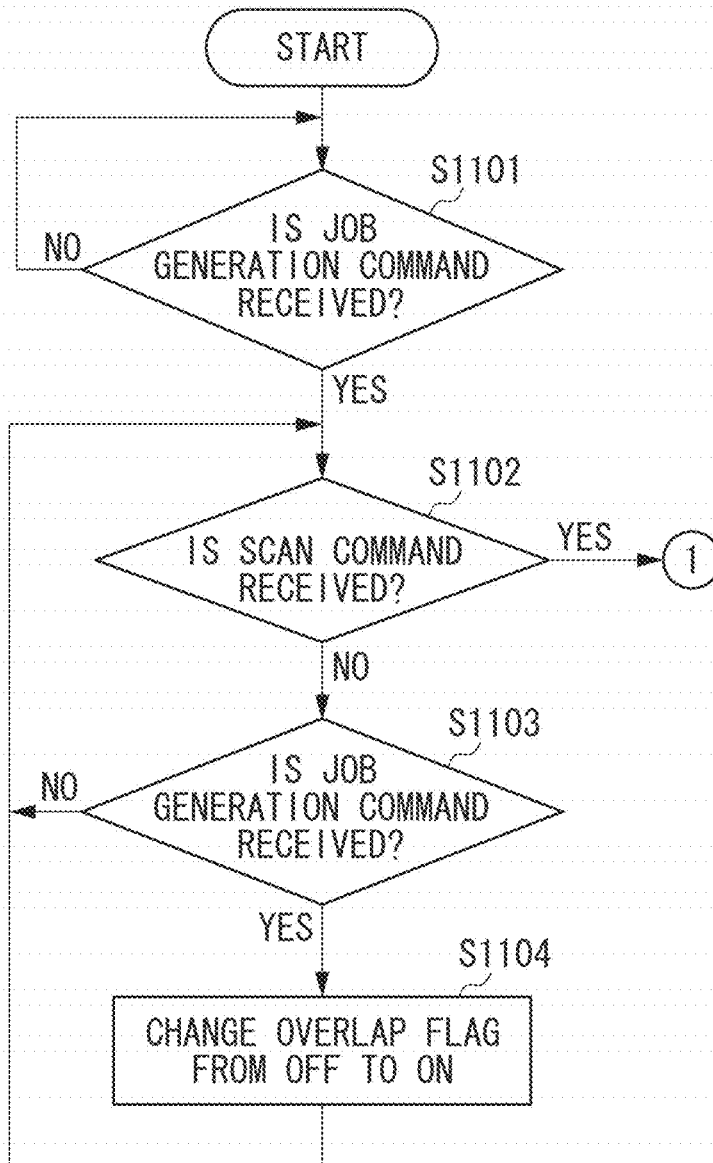 START
S1101
IS JOB
GENERATION COMMAND
RECEIVED?
NO
YES
S1102
IS SCAN COMMAND
RECEIVED?
YES
1
NO
S1103
IS JOB
GENERATION COMMAND
RECEIVED?
NO
YES
S1104
CHANGE OVERLAP FLAG
FROM OFF TO ON